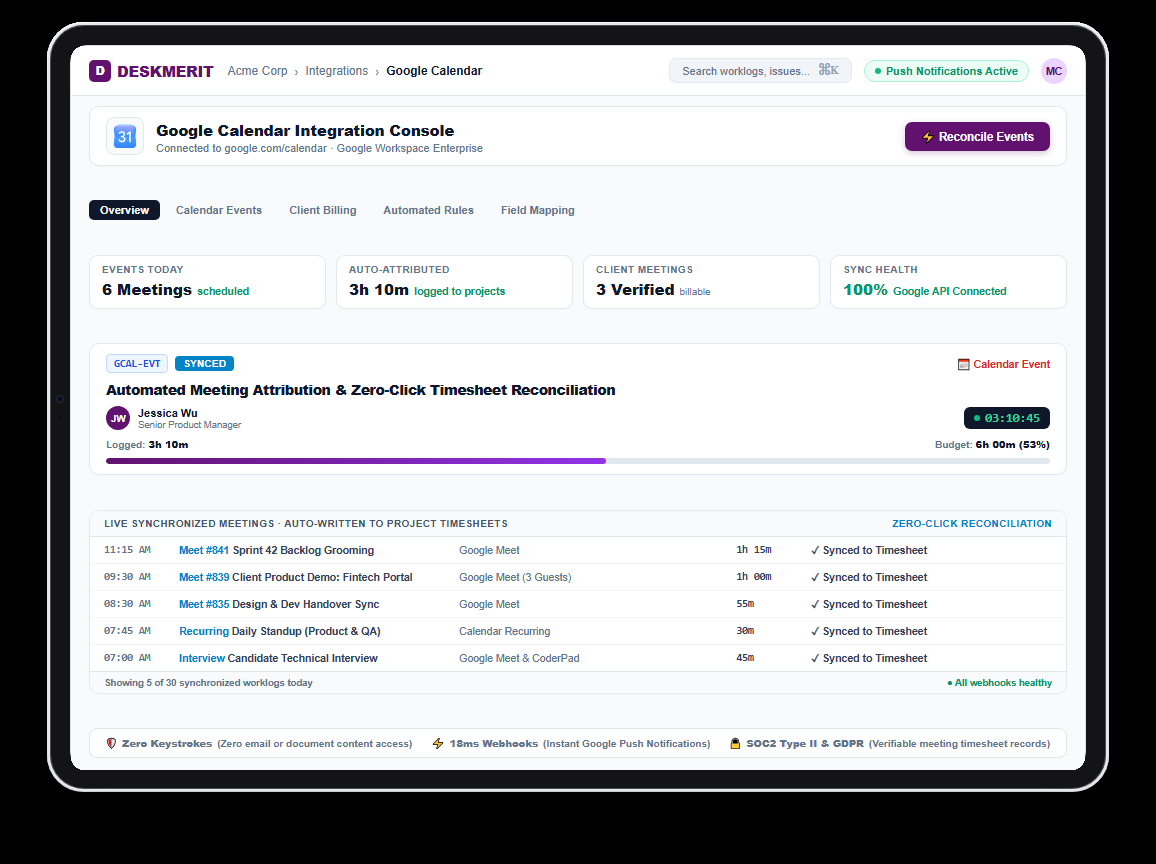 D DESKMERIT Acme Corp › Integrations › Google Calendar Search worklogs, issues... ⌘K ● Push Notifications Active MC
31 Google Calendar Integration Console
Connected to google.com/calendar · Google Workspace Enterprise
⚡ Reconcile Events
Overview Calendar Events Client Billing Automated Rules Field Mapping
EVENTS TODAY AUTO-ATTRIBUTED CLIENT MEETINGS SYNC HEALTH
6 Meetings scheduled 3h 10m logged to projects 3 Verified billable 100% Google API Connected
GCAL-EVT SYNCED Calendar Event
Automated Meeting Attribution & Zero-Click Timesheet Reconciliation
JW Jessica Wu
Senior Product Manager
● 03:10:45
Logged: 3h 10m Budget: 6h 00m (53%)
LIVE SYNCHRONIZED MEETINGS · AUTO-WRITTEN TO PROJECT TIMESHEETS ZERO-CLICK RECONCILIATION
11:15 AM Meet #841 Sprint 42 Backlog Grooming Google Meet 1h 15m ✓ Synced to Timesheet
09:30 AM Meet #839 Client Product Demo: Fintech Portal Google Meet (3 Guests) 1h 00m ✓ Synced to Timesheet
08:30 AM Meet #835 Design & Dev Handover Sync Google Meet 55m ✓ Synced to Timesheet
07:45 AM Recurring Daily Standup (Product & QA) Calendar Recurring 30m ✓ Synced to Timesheet
07:00 AM Interview Candidate Technical Interview Google Meet & CoderPad 45m ✓ Synced to Timesheet
Showing 5 of 30 synchronized worklogs today ● All webhooks healthy
Zero Keystrokes (Zero email or document content access) ⚡ 18ms Webhooks (Instant Google Push Notifications) 🔒 SOC2 Type II & GDPR (Verifiable meeting timesheet records)